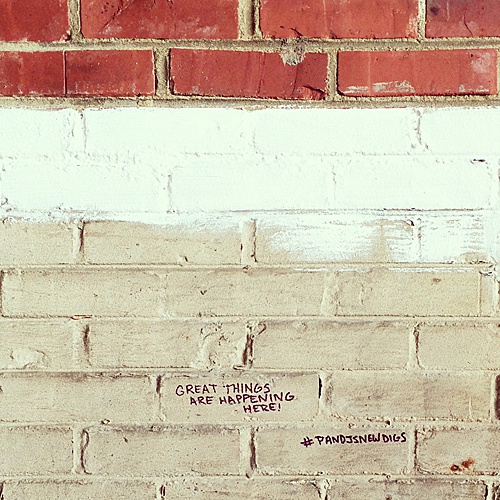 GREAT THINGS
ARE HAPPENING
HERE!
#PANDJSNEWDIGS